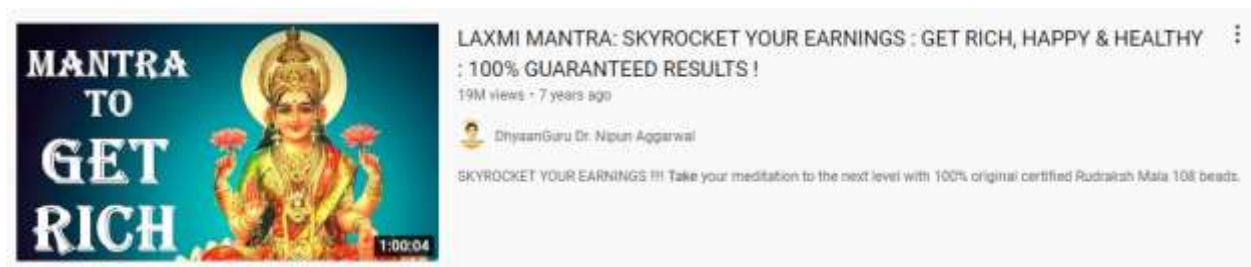 MANTRA
TO
GET
RICH
1:00:04
LAXMI MANTRA: SKYROCKET YOUR EARNINGS : GET RICH, HAPPY & HEALTHY
: 100% GUARANTEED RESULTS !
19M views • 7 years ago
DhyaanGuru Dr. Nipun Aggarwal
SKYROCKET YOUR EARNINGS !!! Take your meditation to the next level with 100% original certified Rudraksh Mala 108 beads.